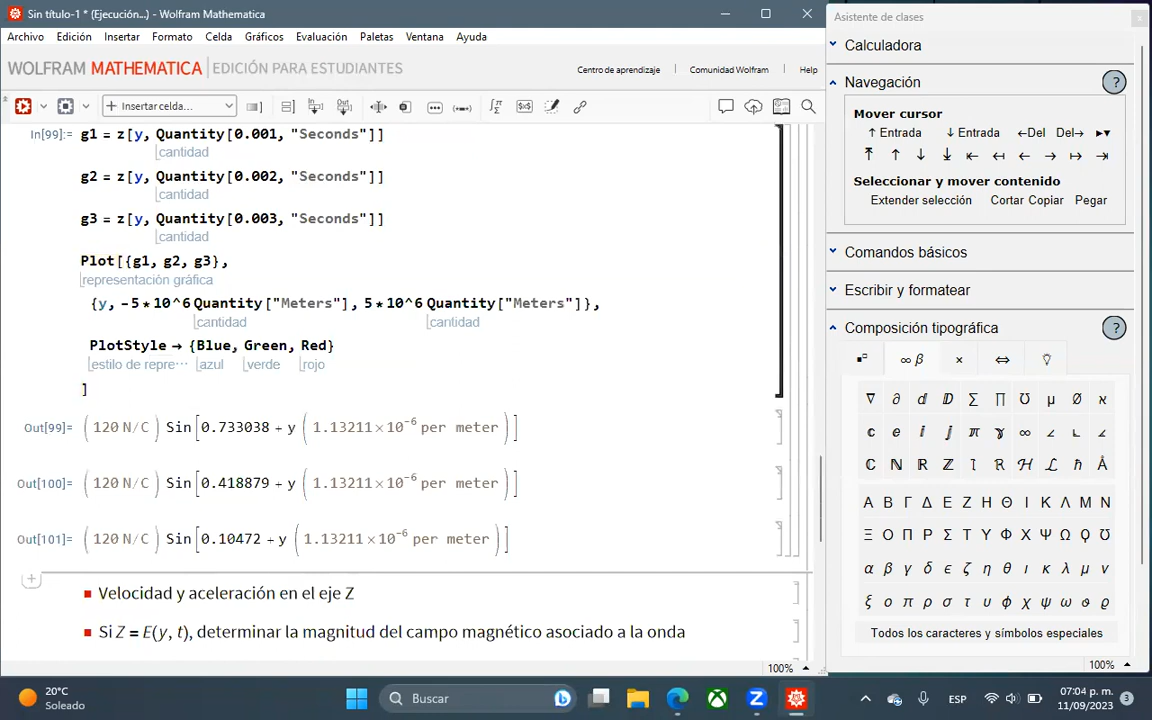 Sin título-1 * (Ejecución...) - Wolfram Mathematica
Archivo Edición Insertar Formato Celda Gráficos Evaluación Paletas Ventana Ayuda
WOLFRAM MATHEMATICA | EDICIÓN PARA ESTUDIANTES
Centro de aprendizaje | Comunidad Wolfram | Help
+ Insertar celda...
In[99]:= g1 = z[y, Quantity[0.001, "Seconds"]]
cantidad
g2 = z[y, Quantity[0.002, "Seconds"]]
cantidad
g3 = z[y, Quantity[0.003, "Seconds"]]
cantidad
Plot[{g1, g2, g3},
representación gráfica
{y, -5*10^6 Quantity["Meters"], 5*10^6 Quantity["Meters"]},
cantidad cantidad
PlotStyle → {Blue, Green, Red}
estilo de repre⋯ azul verde rojo
]
Out[99]= (120 N/C) Sin[0.733038 + y (1.13211×10⁻⁶ per meter)]
Out[100]= (120 N/C) Sin[0.418879 + y (1.13211×10⁻⁶ per meter)]
Out[101]= (120 N/C) Sin[0.10472 + y (1.13211×10⁻⁶ per meter)]
■ Velocidad y aceleración en el eje Z
■ Si Z = E(y, t), determinar la magnitud del campo magnético asociado a la onda
100%
Asistente de clases
Calculadora
Navegación ?
Mover cursor
↑ Entrada ↓ Entrada ←Del Del→ ▸▾
Seleccionar y mover contenido
Extender selección Cortar Copiar Pegar
Comandos básicos
Escribir y formatear
Composición tipográfica ?
∞ β × ⇔
∇ ∂ ⅆ ⅅ ∑ ∏ ℧ μ Ø ℵ
ℂ ℕ ℝ ℤ ℩ ℛ ℋ ℒ ℏ Å
Α Β Γ Δ Ε Ζ Η Θ Ι Κ Λ Μ Ν
Ξ Ο Π Ρ Σ Τ Υ Φ Χ Ψ Ω Ϙ ℧
α β γ δ ϵ ζ η θ ι κ λ μ ν
ξ ο π ρ σ τ υ ϕ χ ψ ω ϑ ϱ
Todos los caracteres y símbolos especiales
100%
20°C
Soleado
Buscar
ESP
07:04 p. m.
11/09/2023
3